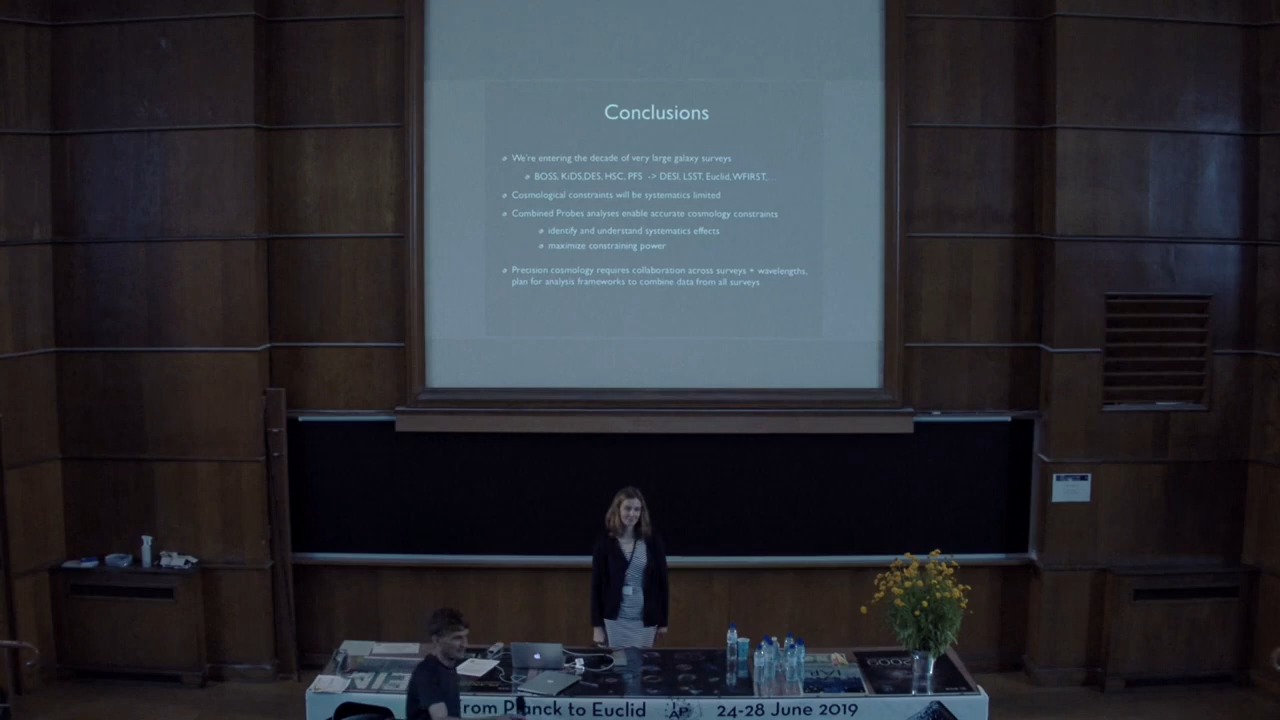 Conclusions
We're entering the decade of very large galaxy surveys
BOSS, KiDS,DES, HSC, PFS -> DESI, LSST, Euclid, WFIRST,...
Cosmological constraints will be systematics limited
Combined Probes analyses enable accurate cosmology constraints
identify and understand systematics effects
maximize constraining power
Precision cosmology requires collaboration across surveys + wavelengths,
plan for analysis frameworks to combine data from all surveys
2009
rom Planck to Euclid 24-28 June 2019